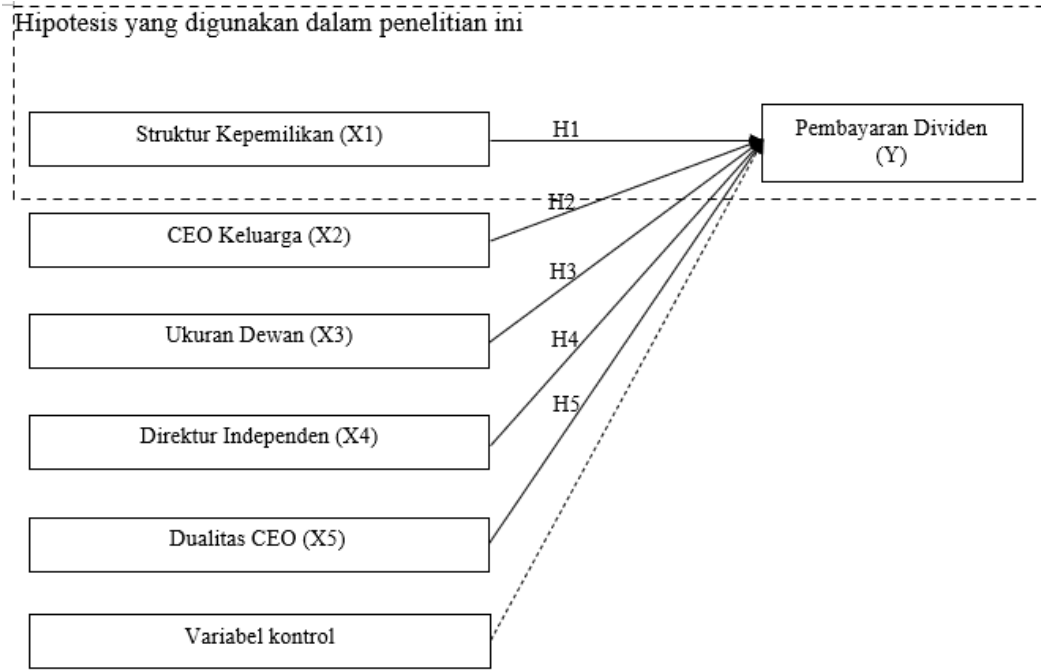 Hipotesis yang digunakan dalam penelitian ini
Struktur Kepemilikan (X1)
H1
Pembayaran Dividen
(Y)
H2
CEO Keluarga (X2)
H3
Ukuran Dewan (X3)
H4
H5
Direktur Independen (X4)
Dualitas CEO (X5)
Variabel kontrol